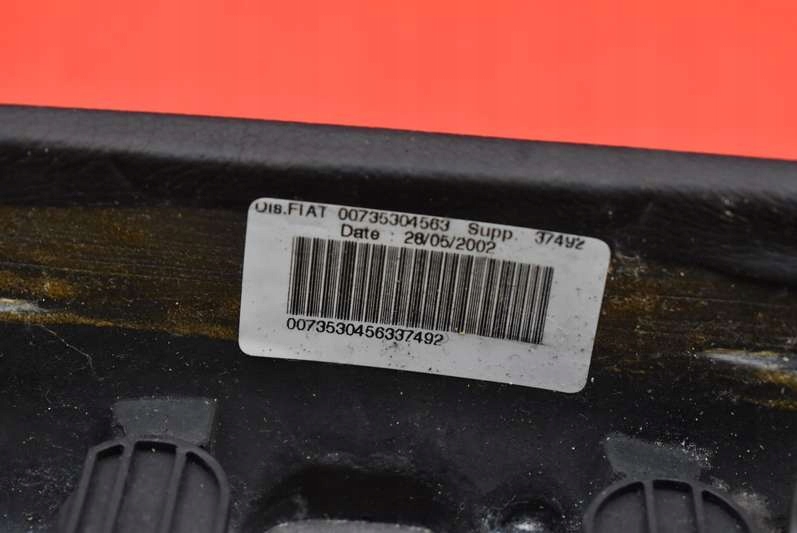 Dis.FIAT 00735304563 Supp. 37492
Date : 28/05/2002
0073530456337492